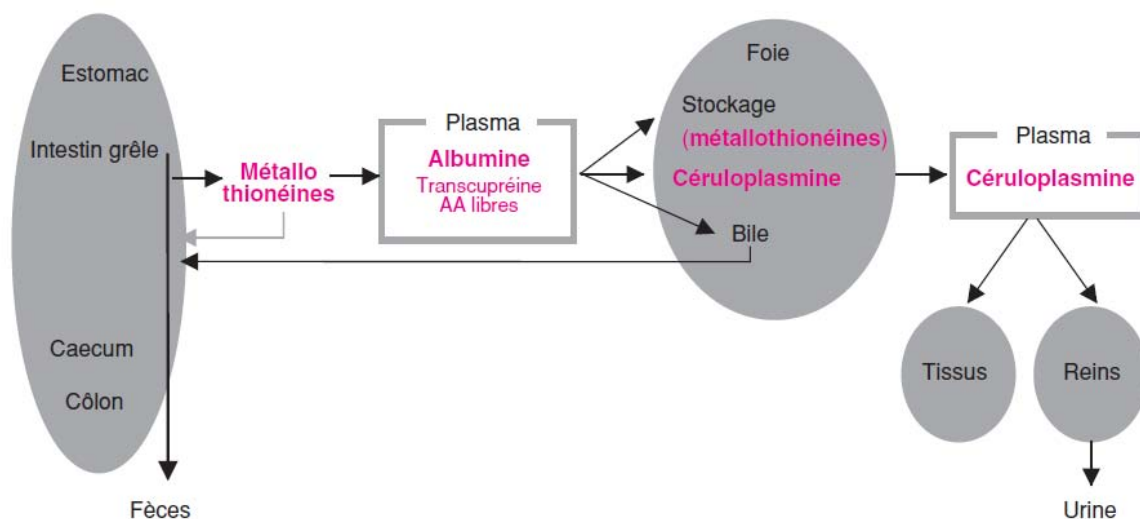 Estomac
Intestin grêle
Caecum
Côlon
Fèces
Métallo
thionéines
Plasma
Albumine
Transcupréine
AA libres
Foie
Stockage
(métallothionéines)
Céruloplasmine
Bile
Plasma
Céruloplasmine
Tissus
Reins
Urine